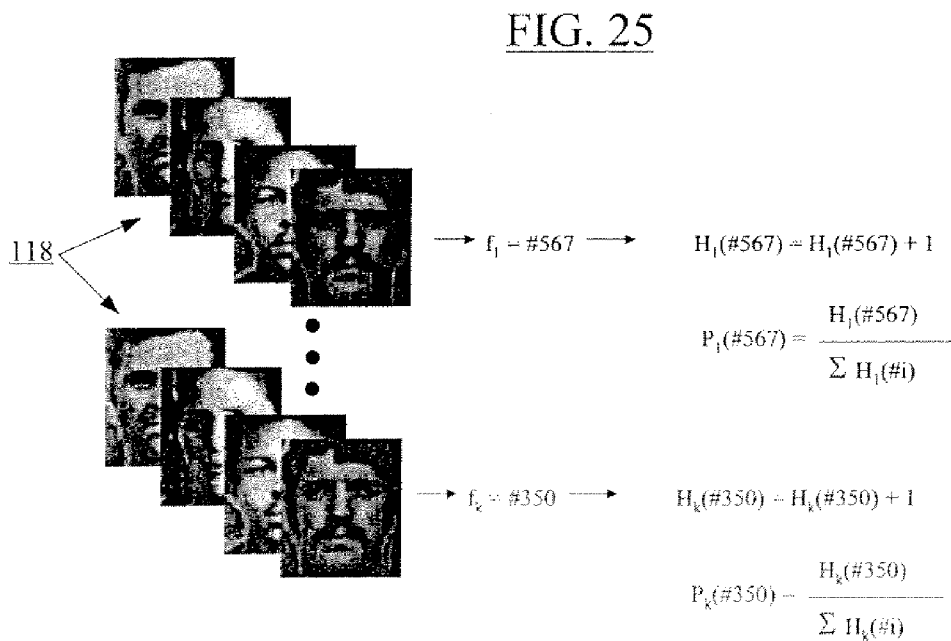 FIG. 25
118
f₁ = #567
H₁(#567) = H₁(#567) + 1
P₁(#567) = H₁(#567) / Σ H₁(#i)
fₖ = #350
Hₖ(#350) = Hₖ(#350) + 1
Pₖ(#350) = Hₖ(#350) / Σ Hₖ(#i)